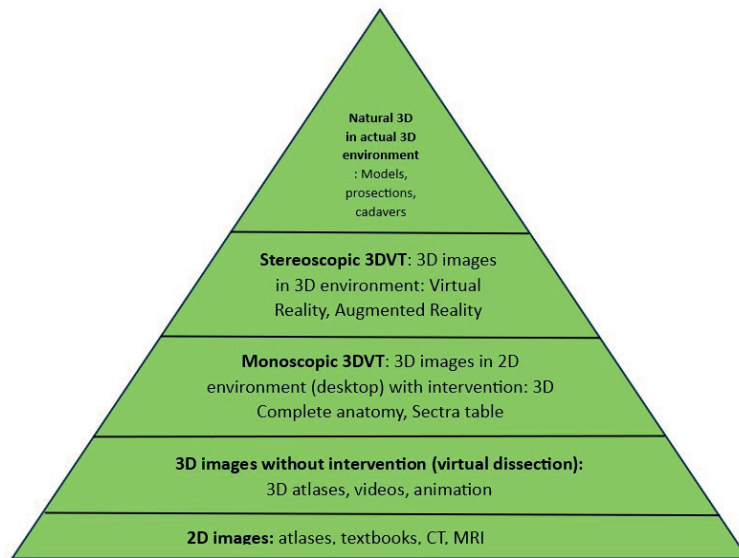 Natural 3D
in actual 3D
environment
: Models,
prosections,
cadavers
Stereoscopic 3DVT: 3D images
in 3D environment: Virtual
Reality, Augmented Reality
Monoscopic 3DVT: 3D images in 2D
environment (desktop) with intervention: 3D
Complete anatomy, Sectra table
3D images without intervention (virtual dissection):
3D atlases, videos, animation
2D images: atlases, textbooks, CT, MRI